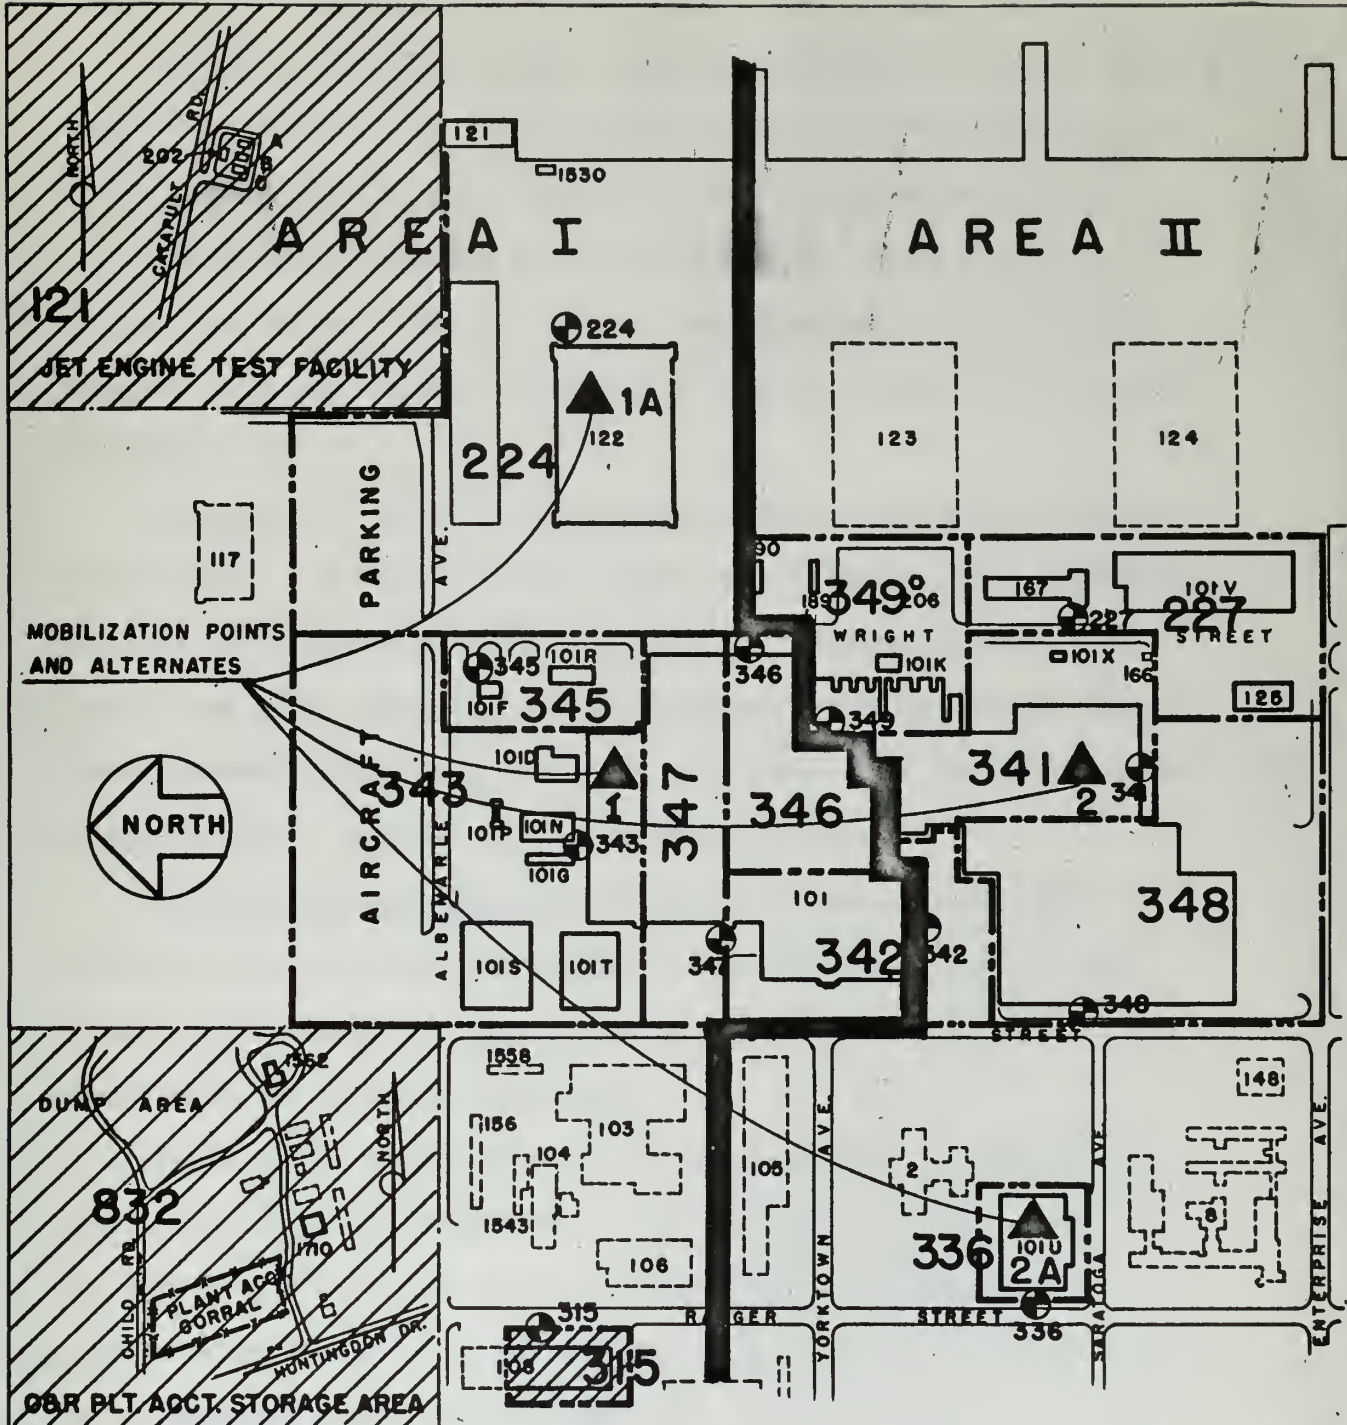 NORTH
RD.
202
A
B
CATAPULT
121
JET ENGINE TEST FACILITY
121
1530
AREA I
AREA II
224
1A
122
224
123
124
PARKING
AVE.
117
90
189
349
206
167
101V
227
227
WRIGHT
STREET
MOBILIZATION POINTS
AND ALTERNATES
345
101R
101F
345
346
101K
101X
166
125
349
AIRCRAFT
343
101D
1
347
346
341
2
341
NORTH
ALBEMARLE
101P
101N
343
101G
101
348
101S
101T
347
342
342
348
STREET
1562
DUMP AREA
NORTH
832
1710
CHILD RD.
PLANT ACC
CORRAL
HUNTINGDON DR.
O&R PLT. ACCT. STORAGE AREA
1558
156
103
104
1543
106
105
YORKTOWN AVE.
2
148
8
336
101U
2A
SARATOGA AVE.
ENTERPRISE AVE.
315
RANGER
STREET
336
108
315